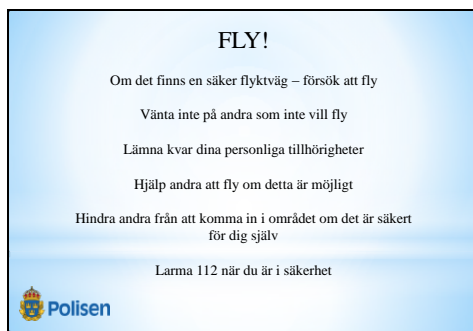 FLY!
Om det finns en säker flyktväg – försök att fly
Vänta inte på andra som inte vill fly
Lämna kvar dina personliga tillhörigheter
Hjälp andra att fly om detta är möjligt
Hindra andra från att komma in i området om det är säkert
för dig själv
Larma 112 när du är i säkerhet
Polisen